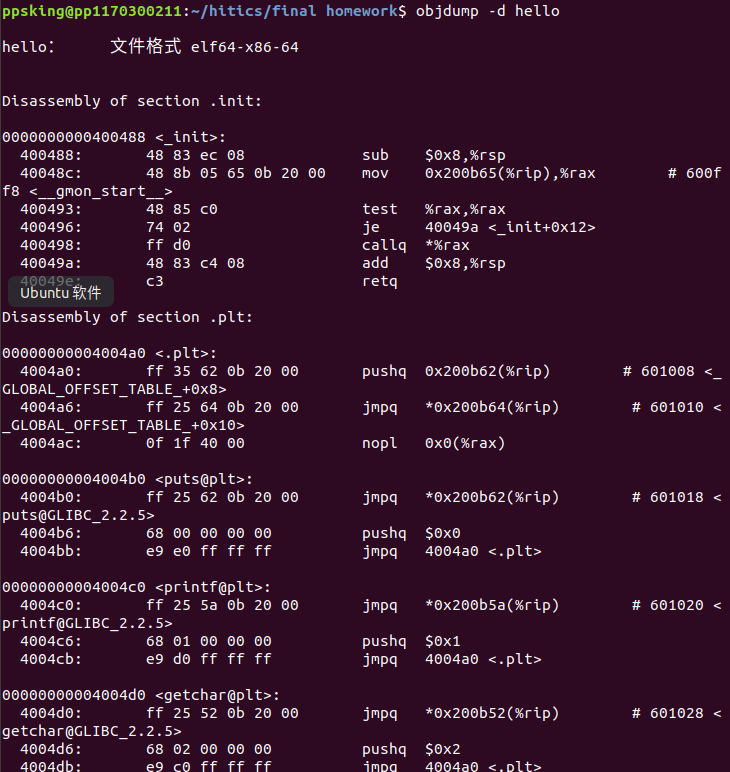 ppsking@pp1170300211:~/hitics/final homework$ objdump -d hello
hello:      文件格式 elf64-x86-64
Disassembly of section .init:
0000000000400488 <_init>:
  400488:       48 83 ec 08             sub    $0x8,%rsp
  40048c:       48 8b 05 65 0b 20 00    mov    0x200b65(%rip),%rax        # 600f
f8 <__gmon_start__>
  400493:       48 85 c0                test   %rax,%rax
  400496:       74 02                   je     40049a <_init+0x12>
  400498:       ff d0                   callq  *%rax
  40049a:       48 83 c4 08             add    $0x8,%rsp
  40049e:       c3                      retq
Ubuntu 软件
Disassembly of section .plt:
00000000004004a0 <.plt>:
  4004a0:       ff 35 62 0b 20 00       pushq  0x200b62(%rip)        # 601008 <_
GLOBAL_OFFSET_TABLE_+0x8>
  4004a6:       ff 25 64 0b 20 00       jmpq   *0x200b64(%rip)        # 601010 <
_GLOBAL_OFFSET_TABLE_+0x10>
  4004ac:       0f 1f 40 00             nopl   0x0(%rax)
00000000004004b0 <puts@plt>:
  4004b0:       ff 25 62 0b 20 00       jmpq   *0x200b62(%rip)        # 601018 <
puts@GLIBC_2.2.5>
  4004b6:       68 00 00 00 00          pushq  $0x0
  4004bb:       e9 e0 ff ff ff          jmpq   4004a0 <.plt>
00000000004004c0 <printf@plt>:
  4004c0:       ff 25 5a 0b 20 00       jmpq   *0x200b5a(%rip)        # 601020 <
printf@GLIBC_2.2.5>
  4004c6:       68 01 00 00 00          pushq  $0x1
  4004cb:       e9 d0 ff ff ff          jmpq   4004a0 <.plt>
00000000004004d0 <getchar@plt>:
  4004d0:       ff 25 52 0b 20 00       jmpq   *0x200b52(%rip)        # 601028 <
getchar@GLIBC_2.2.5>
  4004d6:       68 02 00 00 00          pushq  $0x2
  4004db:       e9 c0 ff ff ff          jmpq   4004a0 <.plt>